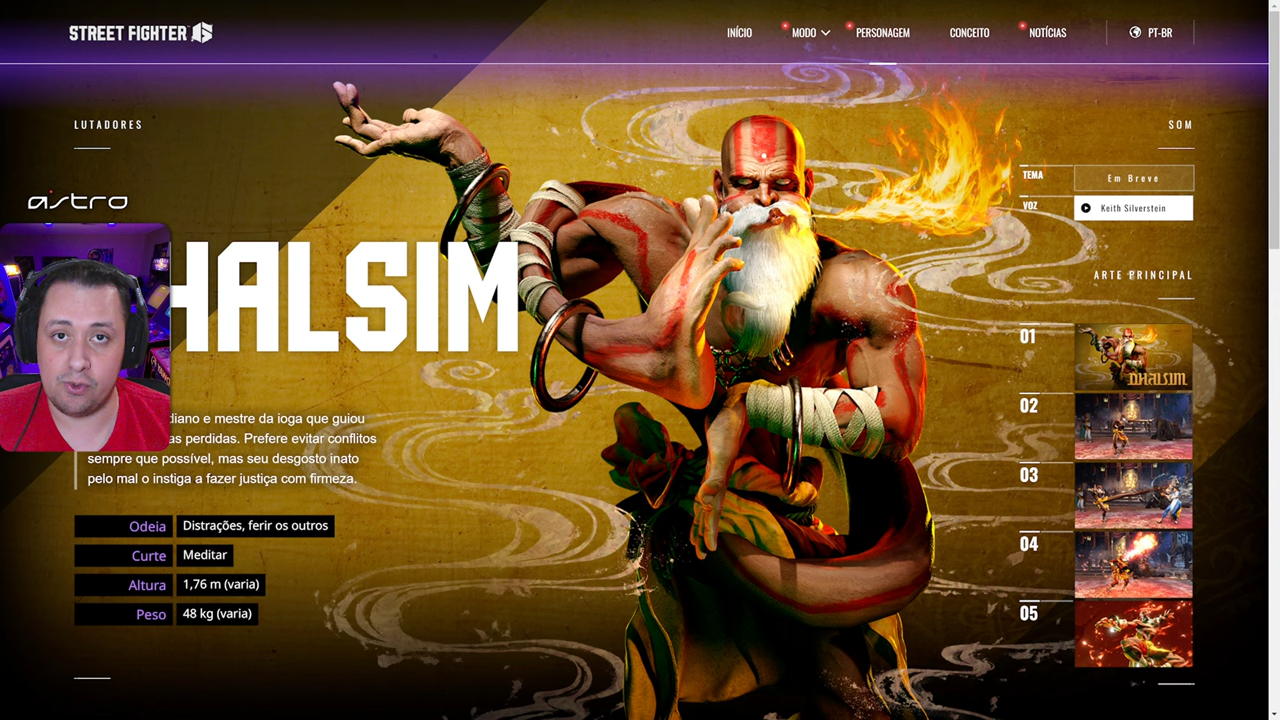 STREET FIGHTER 6
INÍCIO
MODO
PERSONAGEM
CONCEITO
NOTÍCIAS
PT-BR
LUTADORES
SOM
astro
TEMA
Em Breve
VOZ
Keith Silverstein
HALSIM
ARTE PRINCIPAL
01
DHALSIM
02
03
04
05
diano e mestre da ioga que guiou
as perdidas. Prefere evitar conflitos
sempre que possível, mas seu desgosto inato
pelo mal o instiga a fazer justiça com firmeza.
Odeia Distrações, ferir os outros
Curte Meditar
Altura 1,76 m (varia)
Peso 48 kg (varia)